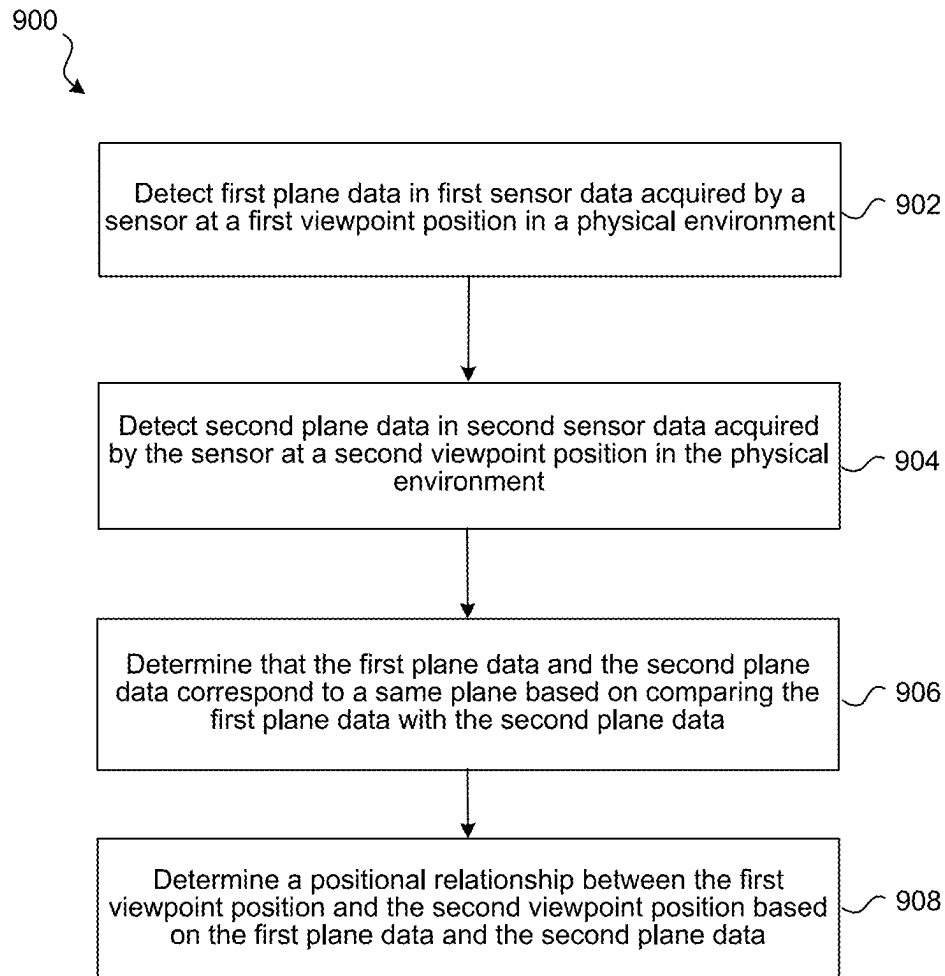 900
Detect first plane data in first sensor data acquired by a
sensor at a first viewpoint position in a physical environment
902
Detect second plane data in second sensor data acquired
by the sensor at a second viewpoint position in the physical
environment
904
Determine that the first plane data and the second plane
data correspond to a same plane based on comparing the
first plane data with the second plane data
906
Determine a positional relationship between the first
viewpoint position and the second viewpoint position based
on the first plane data and the second plane data
908